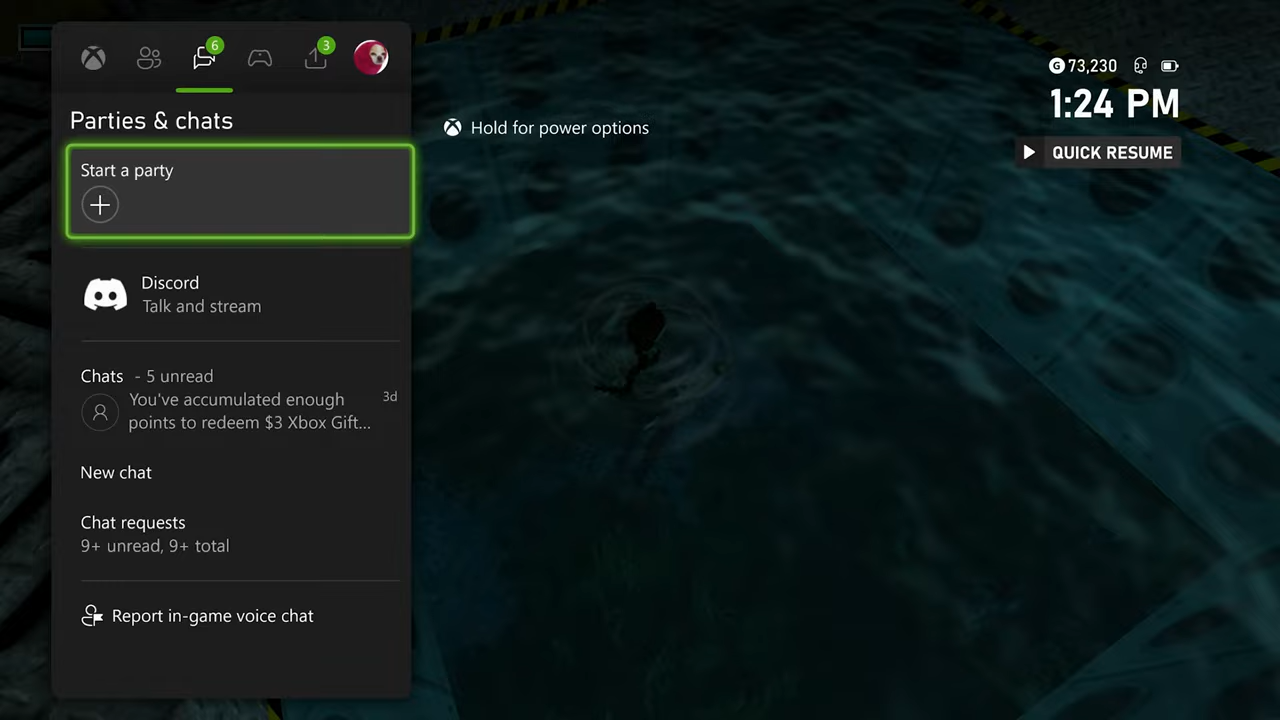 6
3
Parties & chats
Start a party
Discord
Talk and stream
Chats - 5 unread
You've accumulated enough 3d
points to redeem $3 Xbox Gift...
New chat
Chat requests
9+ unread, 9+ total
Report in-game voice chat
Hold for power options
G 73,230
1:24 PM
QUICK RESUME